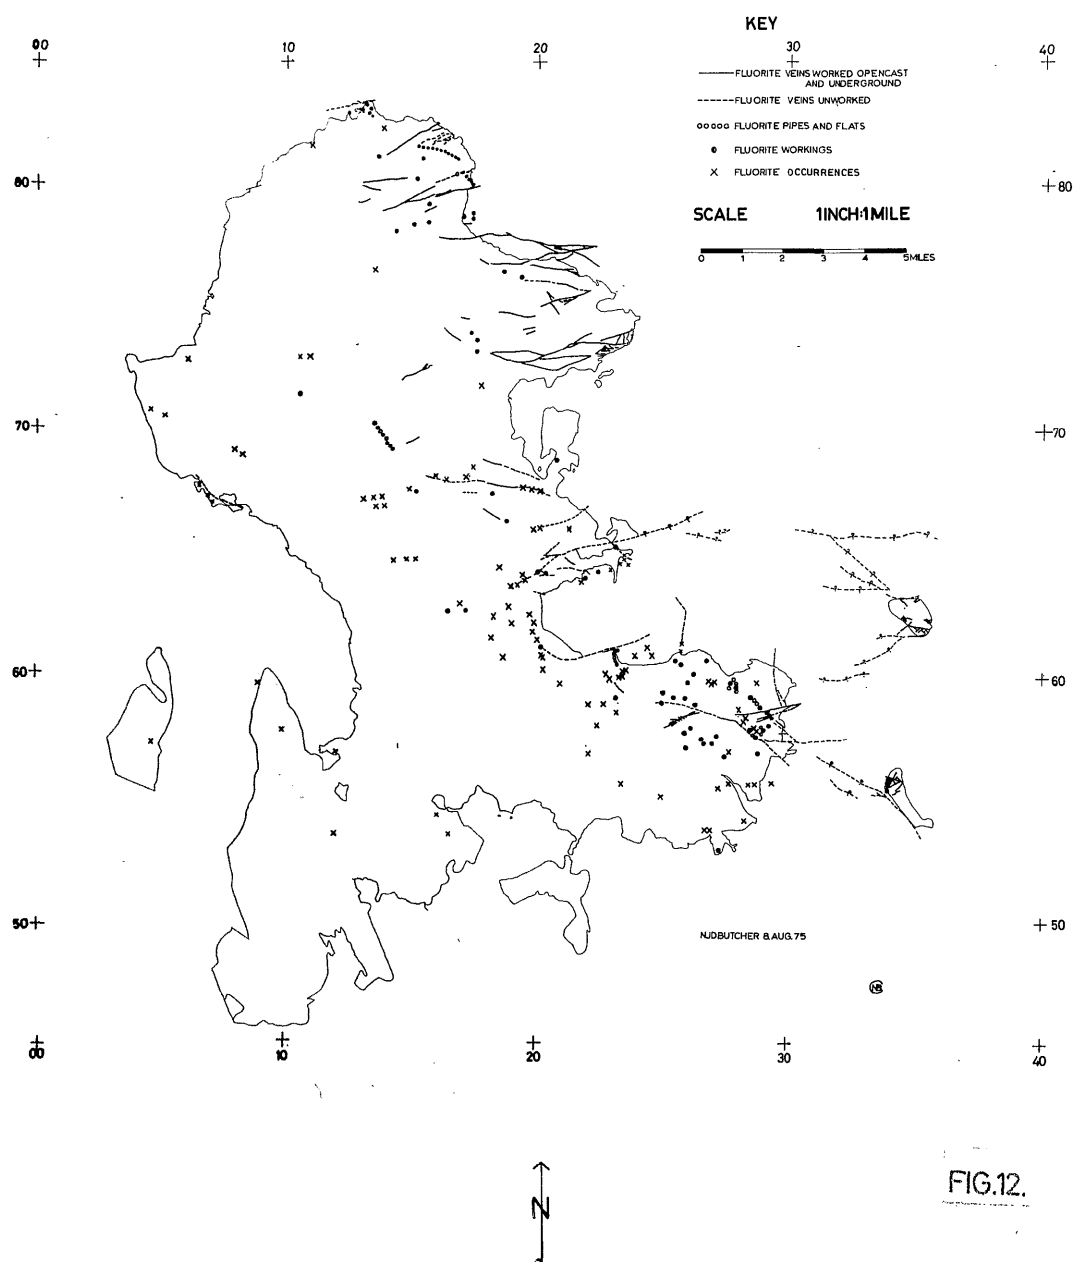 KEY
00 10 20 30 40
FLUORITE VEINS WORKED OPENCAST
AND UNDERGROUND
FLUORITE VEINS UNWORKED
FLUORITE PIPES AND FLATS
FLUORITE WORKINGS
FLUORITE OCCURRENCES
80 80
SCALE 1INCH:1MILE
0 1 2 3 4 5MILES
70 70
60 60
50 50
NJDBUTCHER 8.AUG.75
NB
00 10 20 30 40
FIG.12.
N